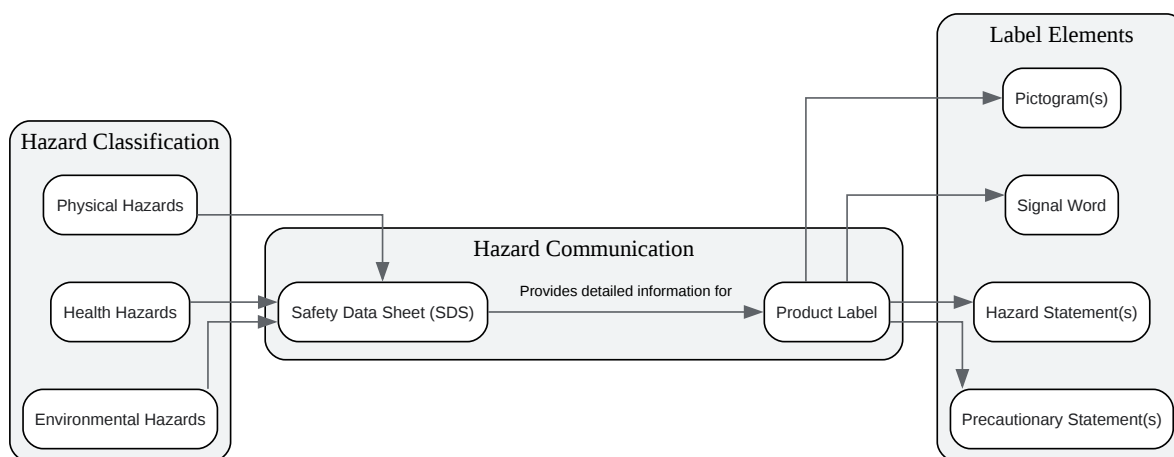 Hazard Classification
Physical Hazards
Health Hazards
Environmental Hazards
Hazard Communication
Safety Data Sheet (SDS)
Provides detailed information for
Product Label
Label Elements
Pictogram(s)
Signal Word
Hazard Statement(s)
Precautionary Statement(s)